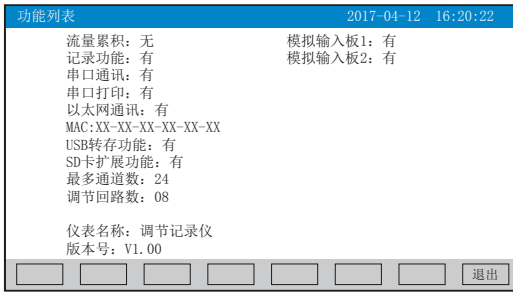 功能列表 2017-04-12 16:20:22
流量累积：无 模拟输入板1：有
记录功能：有 模拟输入板2：有
串口通讯：有
串口打印：有
以太网通讯：有
MAC:XX-XX-XX-XX-XX-XX
USB转存功能：有
SD卡扩展功能：有
最多通道数：24
调节回路数：08
仪表名称：调节记录仪
版本号：V1.00
退出